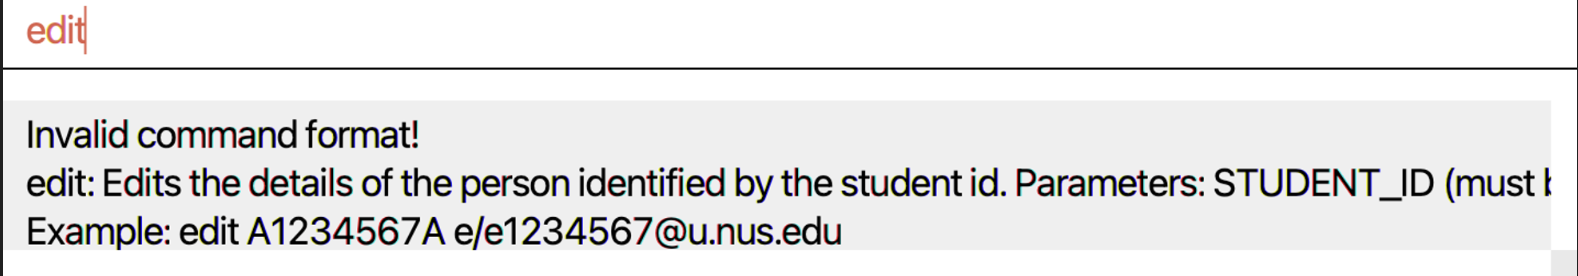 edit
Invalid command format!
edit: Edits the details of the person identified by the student id. Parameters: STUDENT_ID (must
Example: edit A1234567A e/e1234567@u.nus.edu